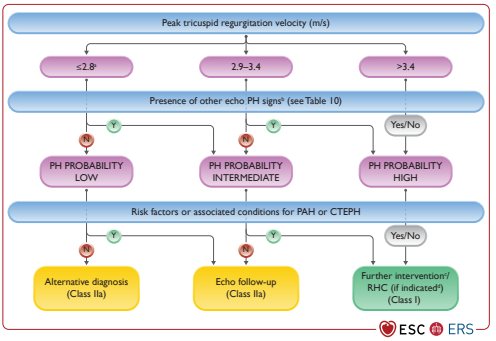 Peak tricuspid regurgitation velocity (m/s)
≤2.8ᵃ 2.9–3.4 >3.4
Presence of other echo PH signsᵇ (see Table 10)
Y Y Yes/No
N N
PH PROBABILITY
LOW
PH PROBABILITY
INTERMEDIATE
PH PROBABILITY
HIGH
Risk factors or associated conditions for PAH or CTEPH
Y Y Yes/No
N N
Alternative diagnosis
(Class IIa)
Echo follow-up
(Class IIa)
Further interventionᶜ/
RHC (if indicatedᵈ)
(Class I)
ESC ERS